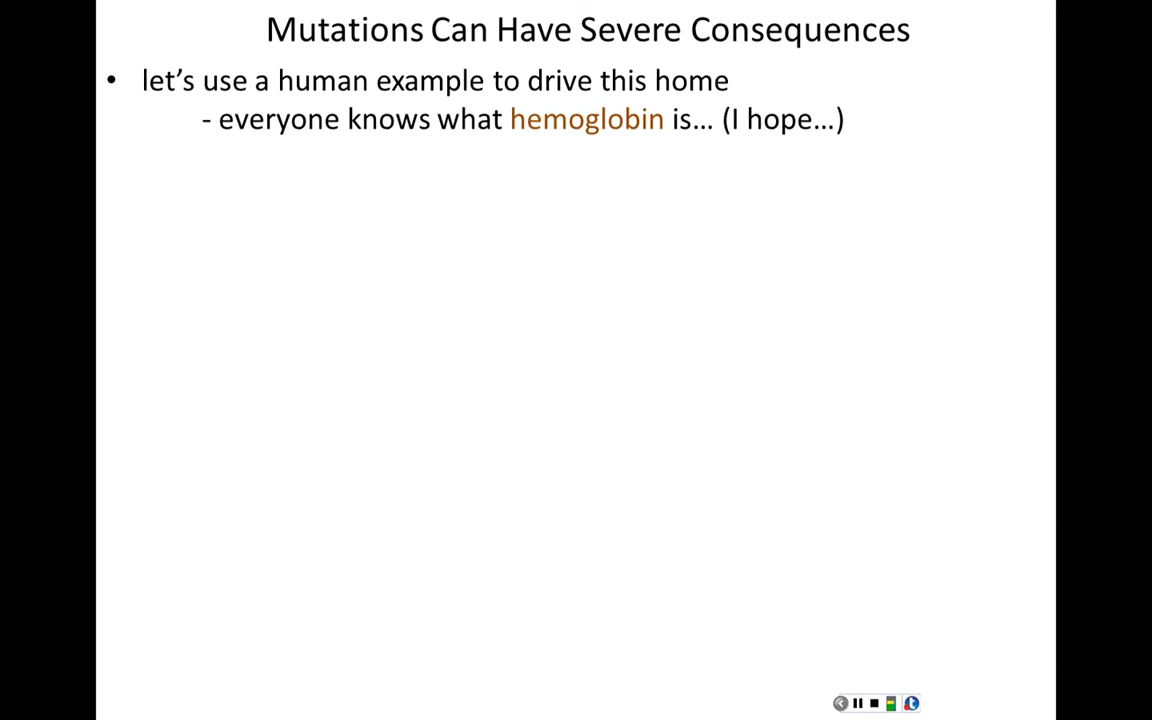 Mutations Can Have Severe Consequences
• let’s use a human example to drive this home
- everyone knows what hemoglobin is… (I hope…)